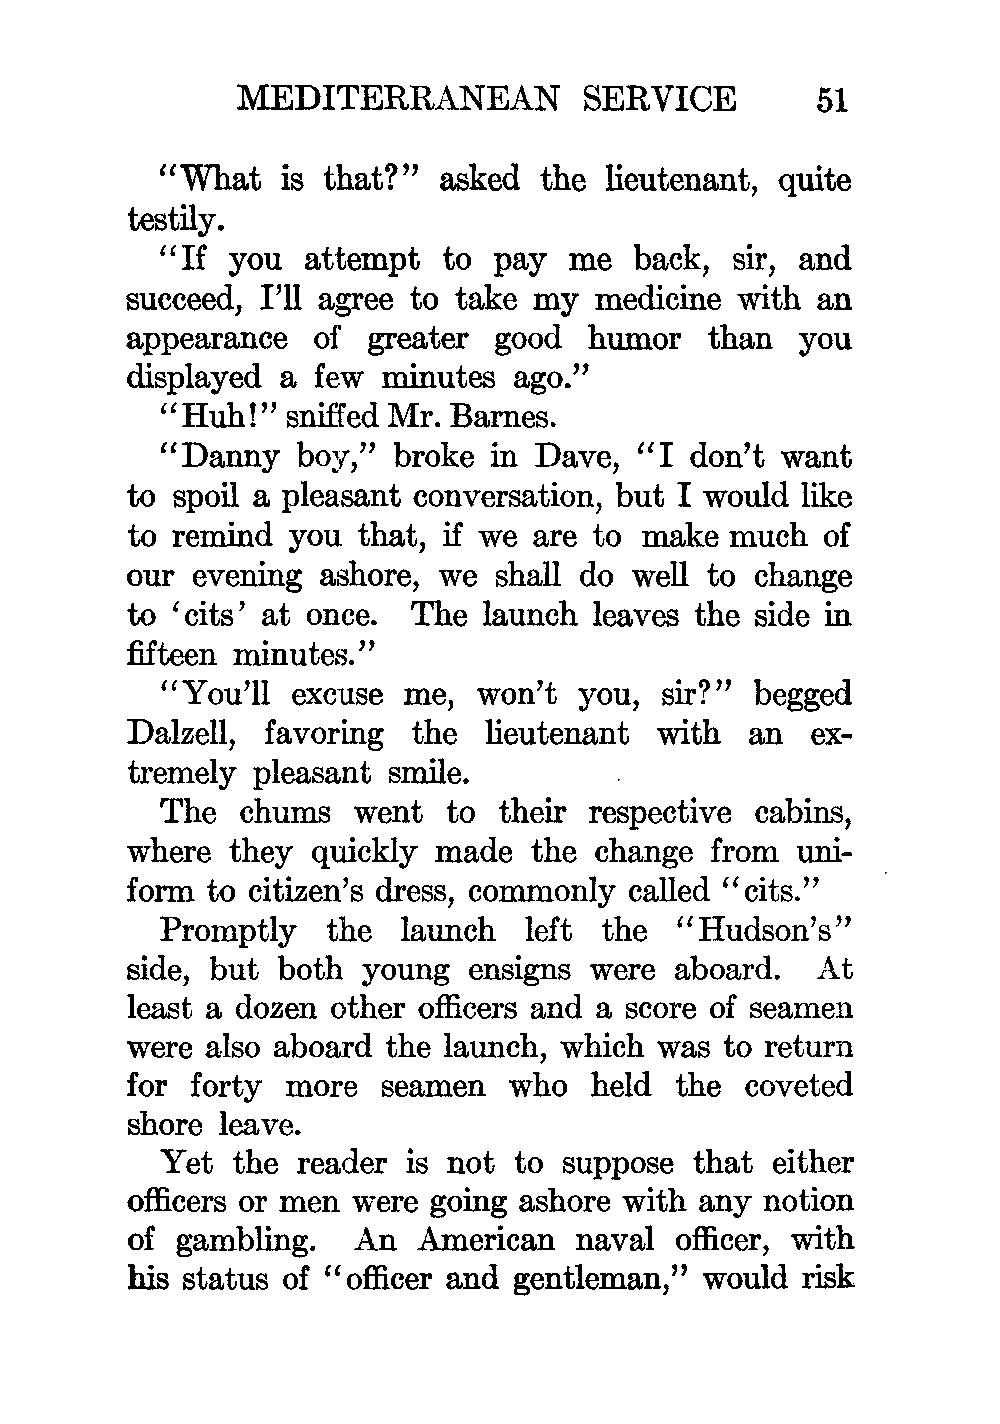 MEDITERRANEAN SERVICE 51
“What is that?” asked the lieutenant, quite
testily.
“If you attempt to pay me back, sir, and
succeed, I’ll agree to take my medicine with an
appearance of greater good humor than you
displayed a few minutes ago.”
“Huh!” sniffed Mr. Barnes.
“Danny boy,” broke in Dave, “I don’t want
to spoil a pleasant conversation, but I would like
to remind you that, if we are to make much of
our evening ashore, we shall do well to change
to ‘cits’ at once. The launch leaves the side in
fifteen minutes.”
“You’ll excuse me, won’t you, sir?” begged
Dalzell, favoring the lieutenant with an ex-
tremely pleasant smile.
The chums went to their respective cabins,
where they quickly made the change from uni-
form to citizen’s dress, commonly called “cits.”
Promptly the launch left the “Hudson’s”
side, but both young ensigns were aboard. At
least a dozen other officers and a score of seamen
were also aboard the launch, which was to return
for forty more seamen who held the coveted
shore leave.
Yet the reader is not to suppose that either
officers or men were going ashore with any notion
of gambling. An American naval officer, with
his status of “officer and gentleman,” would risk